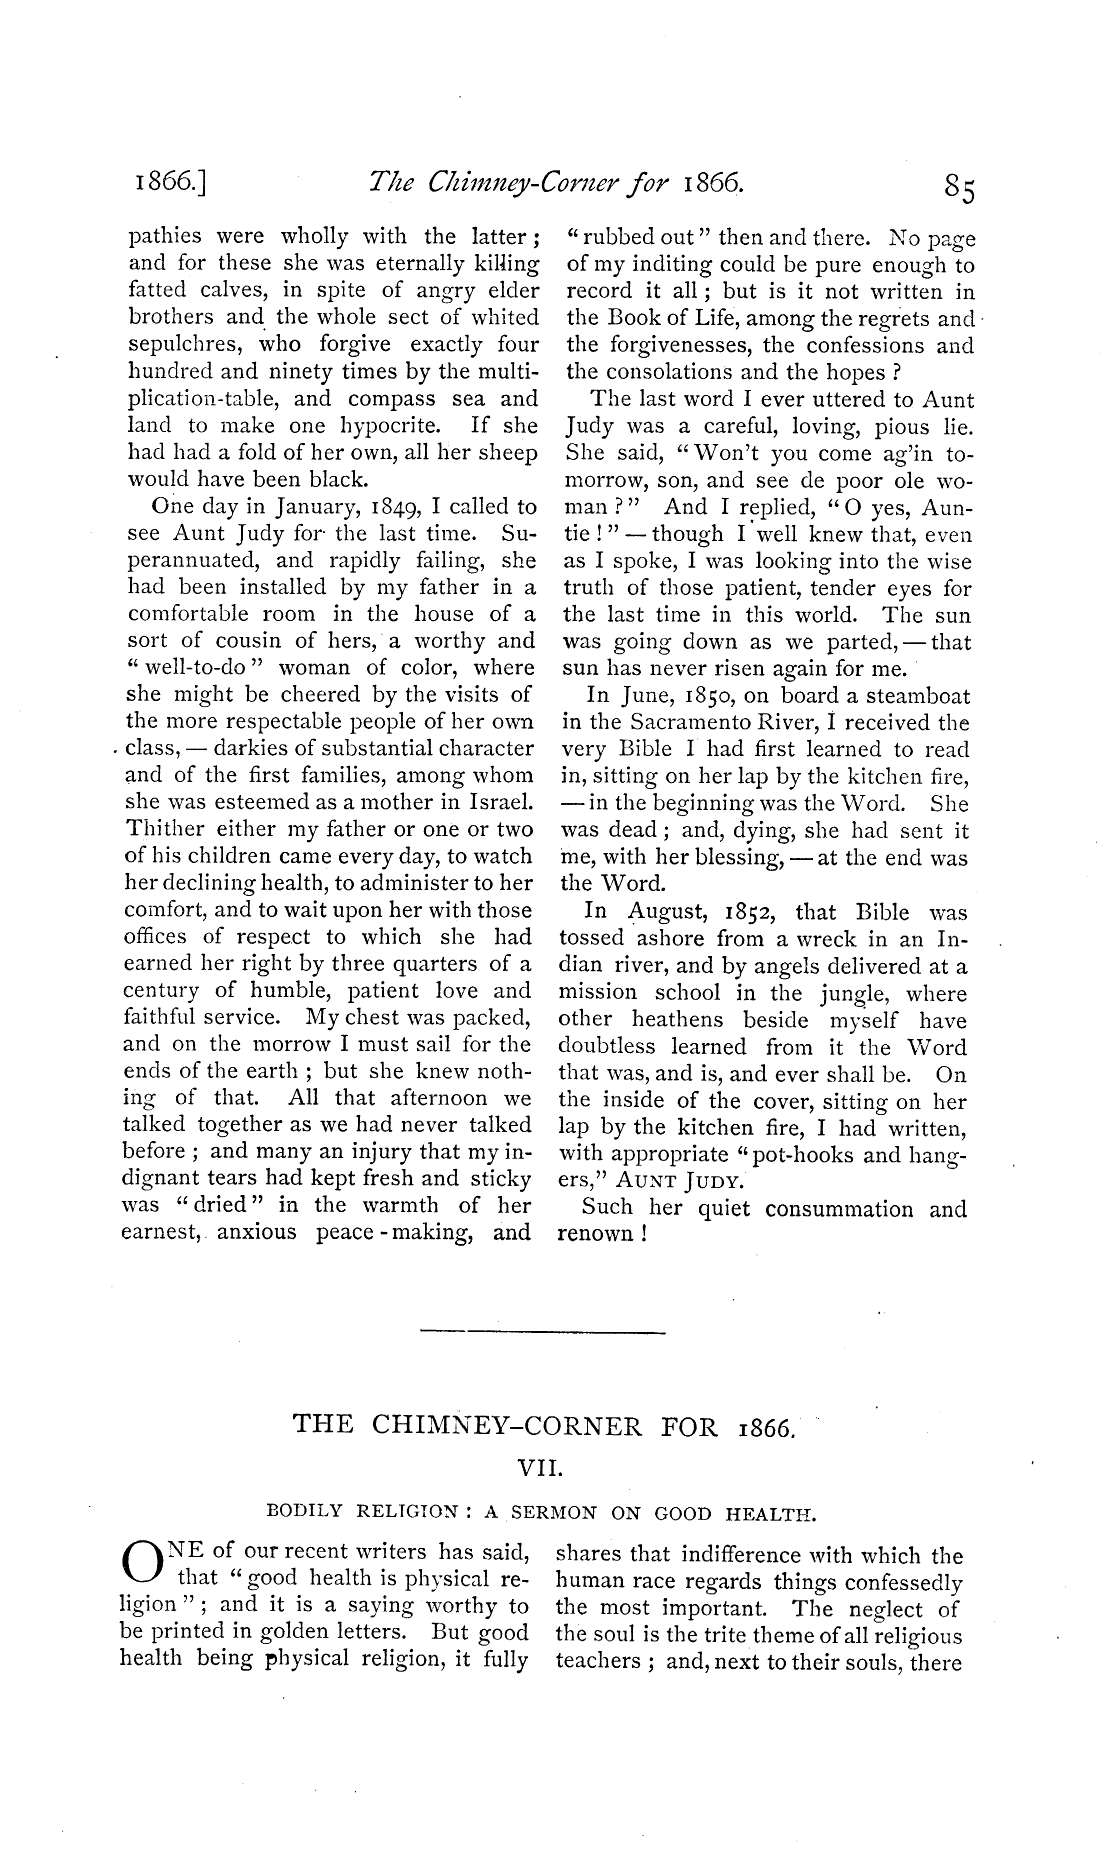 1866.] The Chimney-Corner for 1866. 85
pathies were wholly with the latter;
and for these she was eternally killing
fatted calves, in spite of angry elder
brothers and the whole sect of whited
sepulchres, who forgive exactly four
hundred and ninety times by the multi-
plication-table, and compass sea and
land to make one hypocrite. If she
had had a fold of her own, all her sheep
would have been black.
One day in January, 1849, I called to
see Aunt Judy for the last time. Su-
perannuated, and rapidly failing, she
had been installed by my father in a
comfortable room in the house of a
sort of cousin of hers, a worthy and
"well-to-do" woman of color, where
she might be cheered by the visits of
the more respectable people of her own
class, — darkies of substantial character
and of the first families, among whom
she was esteemed as a mother in Israel.
Thither either my father or one or two
of his children came every day, to watch
her declining health, to administer to her
comfort, and to wait upon her with those
offices of respect to which she had
earned her right by three quarters of a
century of humble, patient love and
faithful service. My chest was packed,
and on the morrow I must sail for the
ends of the earth; but she knew noth-
ing of that. All that afternoon we
talked together as we had never talked
before; and many an injury that my in-
dignant tears had kept fresh and sticky
was "dried" in the warmth of her
earnest, anxious peace-making, and
"rubbed out" then and there. No page
of my inditing could be pure enough to
record it all; but is it not written in
the Book of Life, among the regrets and
the forgivenesses, the confessions and
the consolations and the hopes?
The last word I ever uttered to Aunt
Judy was a careful, loving, pious lie.
She said, "Won't you come ag'in to-
morrow, son, and see de poor ole wo-
man?" And I replied, "O yes, Aun-
tie!" — though I well knew that, even
as I spoke, I was looking into the wise
truth of those patient, tender eyes for
the last time in this world. The sun
was going down as we parted, — that
sun has never risen again for me.
In June, 1850, on board a steamboat
in the Sacramento River, I received the
very Bible I had first learned to read
in, sitting on her lap by the kitchen fire,
— in the beginning was the Word. She
was dead; and, dying, she had sent it
me, with her blessing, — at the end was
the Word.
In August, 1852, that Bible was
tossed ashore from a wreck in an In-
dian river, and by angels delivered at a
mission school in the jungle, where
other heathens beside myself have
doubtless learned from it the Word
that was, and is, and ever shall be. On
the inside of the cover, sitting on her
lap by the kitchen fire, I had written,
with appropriate "pot-hooks and hang-
ers," AUNT JUDY.
Such her quiet consummation and
renown!
THE CHIMNEY-CORNER FOR 1866.
VII.
BODILY RELIGION: A SERMON ON GOOD HEALTH.
ONE of our recent writers has said,
that "good health is physical re-
ligion"; and it is a saying worthy to
be printed in golden letters. But good
health being physical religion, it fully
shares that indifference with which the
human race regards things confessedly
the most important. The neglect of
the soul is the trite theme of all religious
teachers; and, next to their souls, there